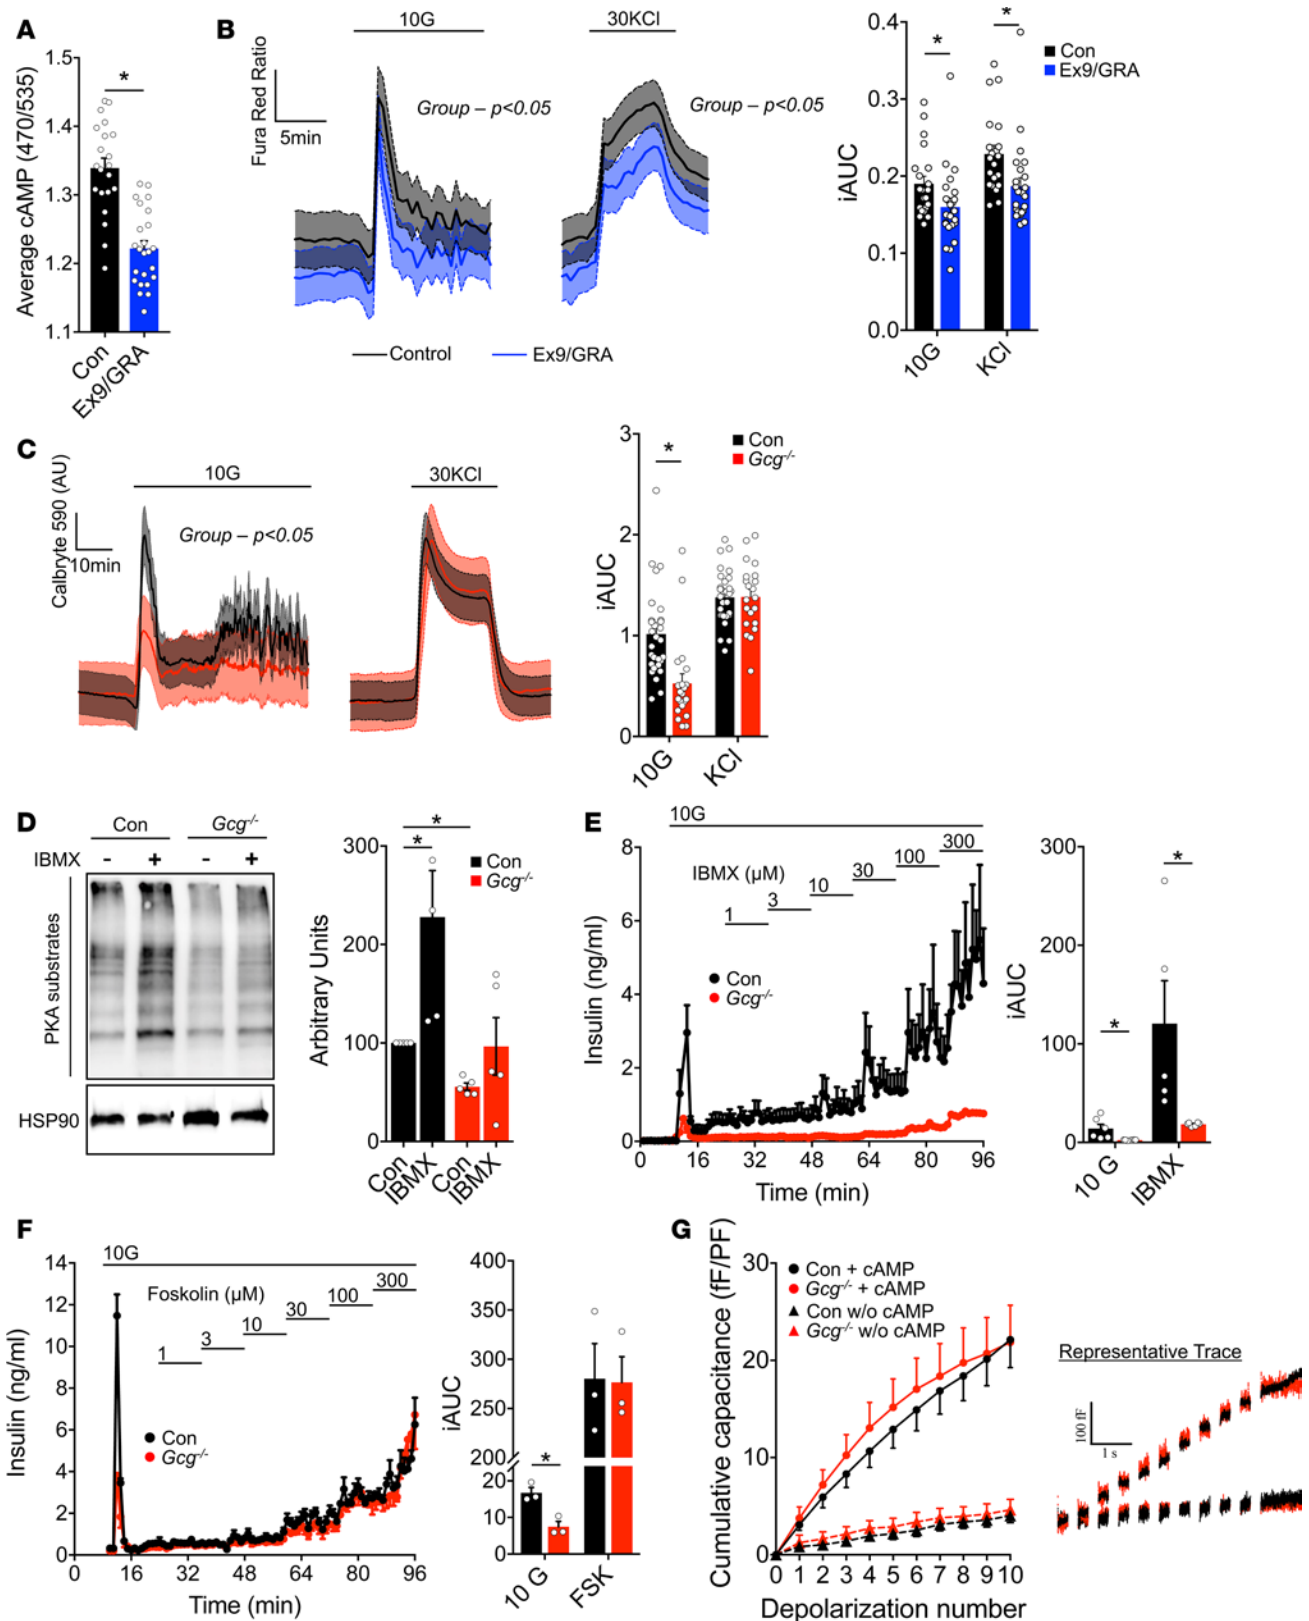 A
Average cAMP (470/535)
1.5
1.4
1.3
1.2
1.1
*
Con
Ex9/GRA
B
Fura Red Ratio
5min
10G
Group – p<0.05
30KCl
Group – p<0.05
Control
Ex9/GRA
iAUC
0.4
0.3
0.2
0.1
0.0
*
*
Con
Ex9/GRA
10G
KCl
C
Calbryte 590 (AU)
10min
10G
Group – p<0.05
30KCl
iAUC
3
2
1
0
*
Con
Gcg-/-
10G
KCl
D
Con
Gcg-/-
IBMX
-
+
-
+
PKA substrates
HSP90
Arbitrary Units
300
200
100
0
*
*
Con
Gcg-/-
Con
IBMX
Con
IBMX
E
10G
Insulin (ng/ml)
8
6
4
2
0
IBMX (µM)
1
3
10
30
100
300
Con
Gcg-/-
0
16
32
48
64
80
96
Time (min)
iAUC
300
200
100
0
*
*
10 G
IBMX
F
10G
Insulin (ng/ml)
14
12
10
8
6
4
2
0
Foskolin (µM)
1
3
10
30
100
300
Con
Gcg-/-
0
16
32
48
64
80
96
Time (min)
iAUC
400
350
300
250
200
20
10
0
*
10 G
FSK
G
Cumulative capacitance (fF/PF)
30
20
10
0
Con + cAMP
Gcg-/- + cAMP
Con w/o cAMP
Gcg-/- w/o cAMP
0 1 2 3 4 5 6 7 8 9 10
Depolarization number
Representative Trace
100 fF
1 s